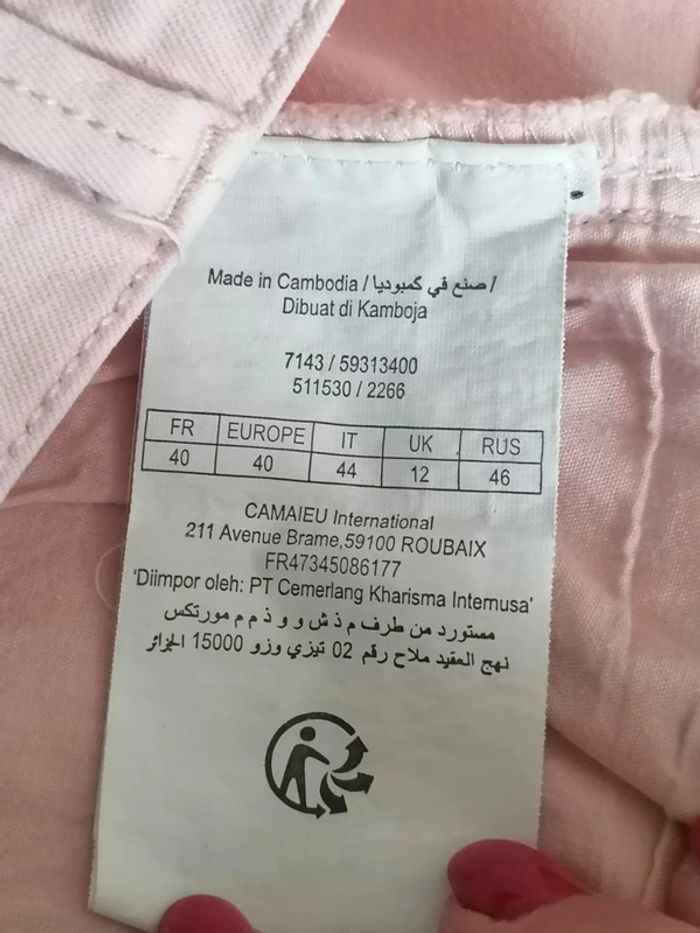 Made in Cambodia / صنع في كمبوديا /
Dibuat di Kamboja
7143 / 59313400
511530 / 2266
FR EUROPE IT UK RUS
40 40 44 12 46
CAMAIEU International
211 Avenue Brame,59100 ROUBAIX
FR47345086177
'Diimpor oleh: PT Cemerlang Kharisma Internusa'
مستورد من طرف م ذ ش و و ذ م م مورتكس
نهج العقيد ملاح رقم 02 تيزي وزو 15000 الجزائر